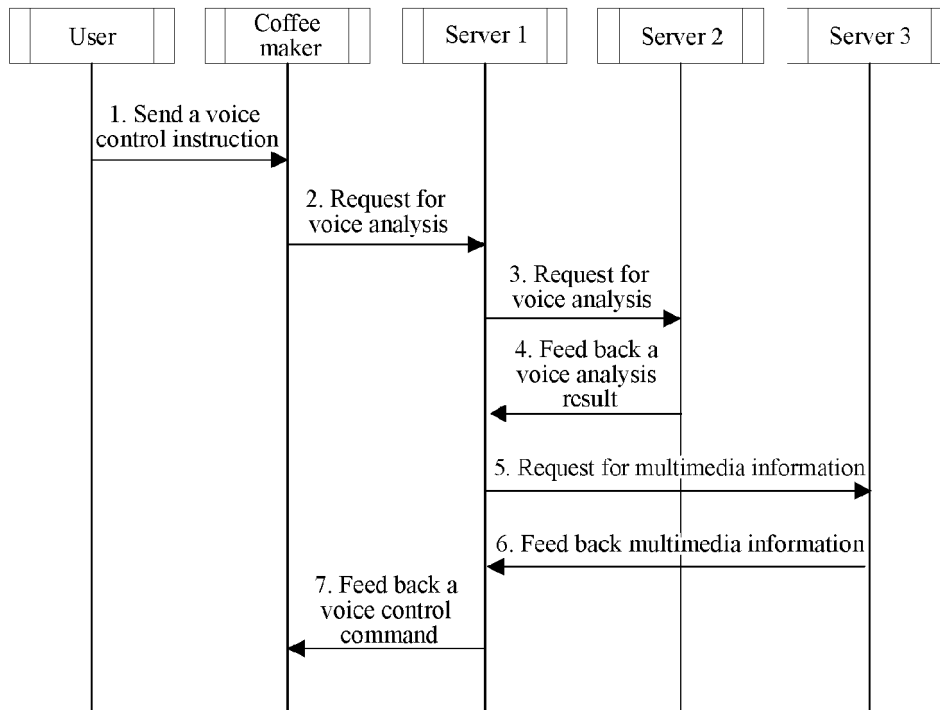 User
Coffee
maker
Server 1
Server 2
Server 3
1. Send a voice
control instruction
2. Request for
voice analysis
3. Request for
voice analysis
4. Feed back a
voice analysis
result
5. Request for multimedia information
6. Feed back multimedia information
7. Feed back a
voice control
command